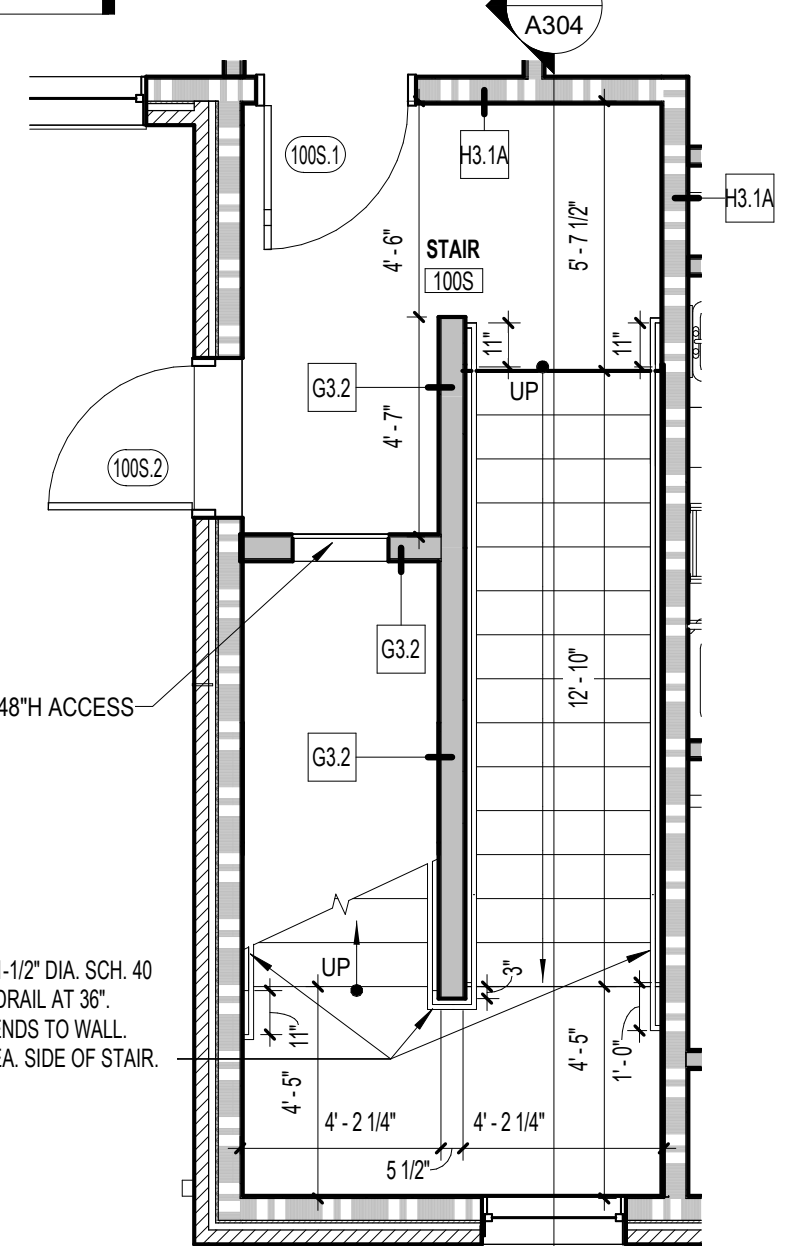 A304
100S.1
H3.1A
H3.1A
4' - 6"
5' - 7 1/2"
STAIR
100S
11"
11"
G3.2
UP
4' - 7"
100S.2
G3.2
12' - 10"
48"H ACCESS
G3.2
1-1/2" DIA. SCH. 40
DRAIL AT 36".
ENDS TO WALL.
EA. SIDE OF STAIR.
UP
3"
11"
4' - 5"
4' - 5"
1' - 0"
4' - 2 1/4"
4' - 2 1/4"
5 1/2"